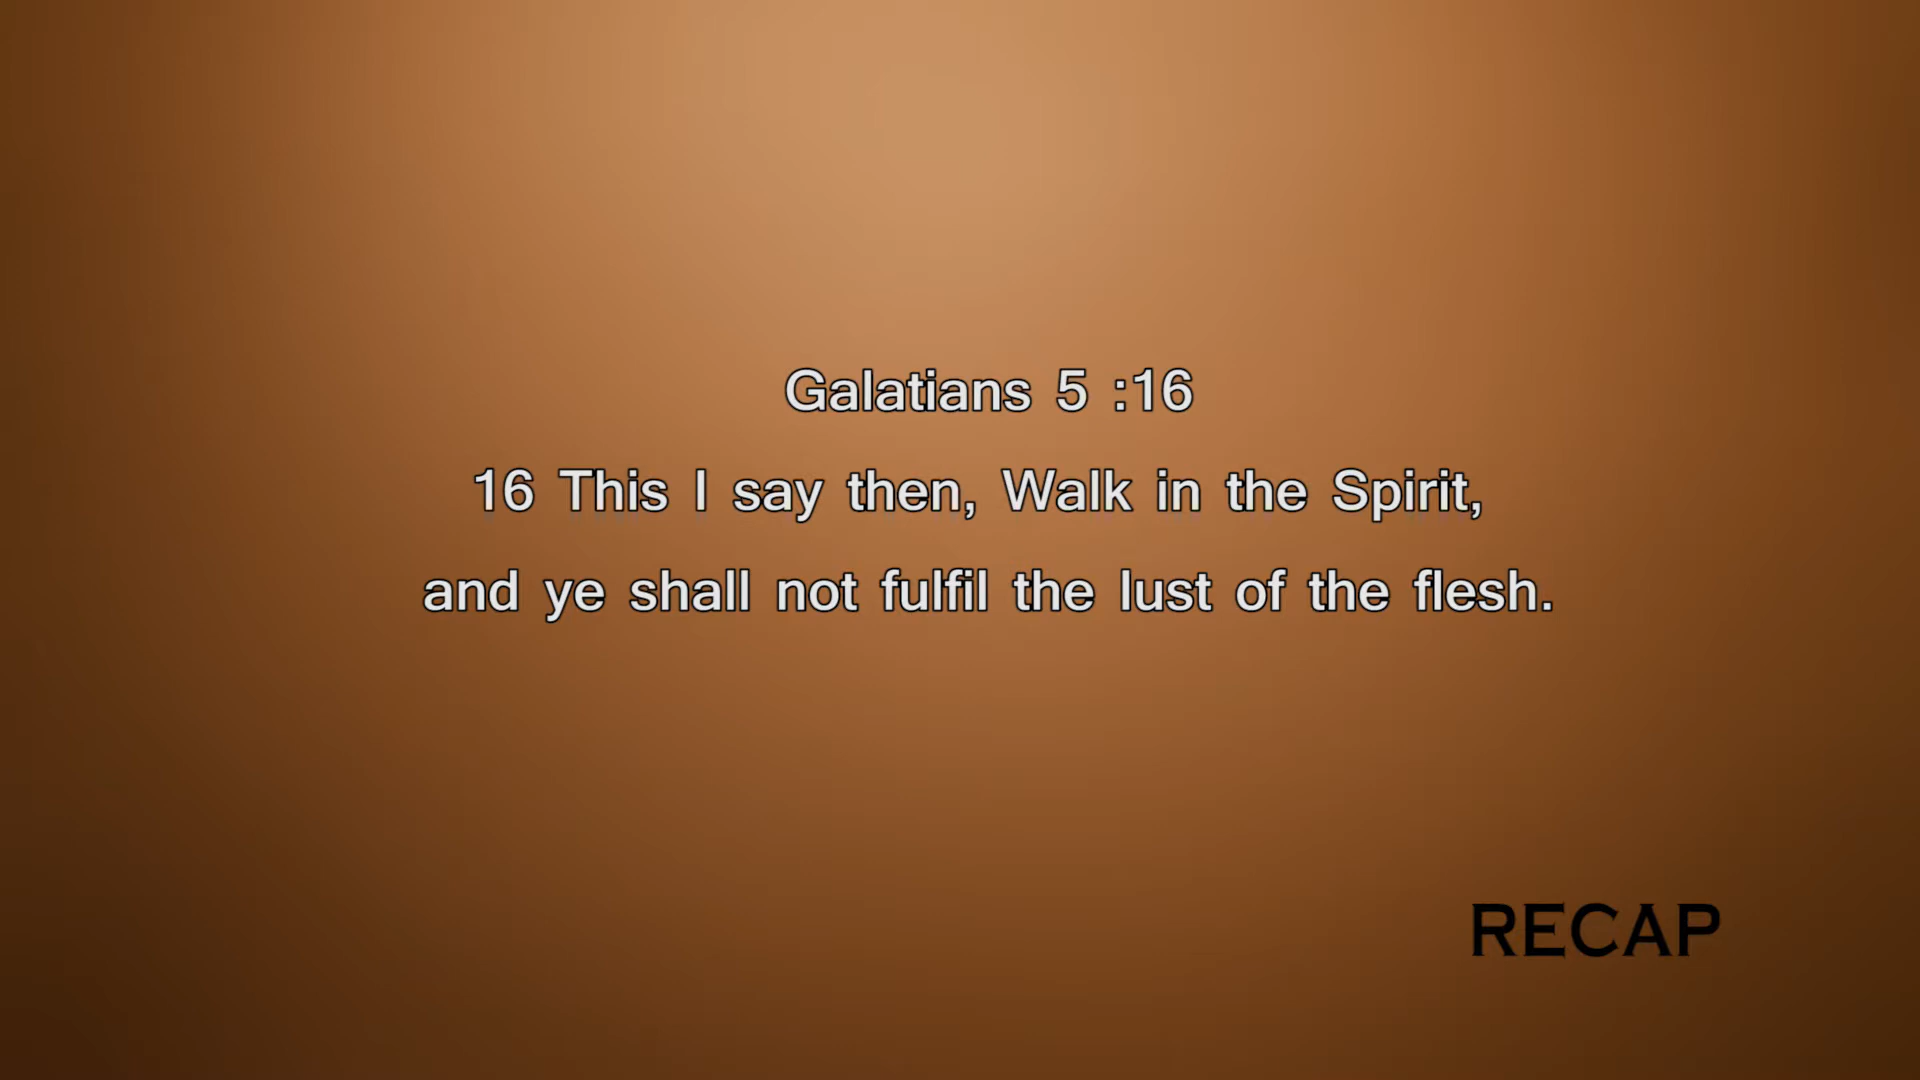 Galatians 5 :16
16 This I say then, Walk in the Spirit,
and ye shall not fulfil the lust of the flesh.
RECAP